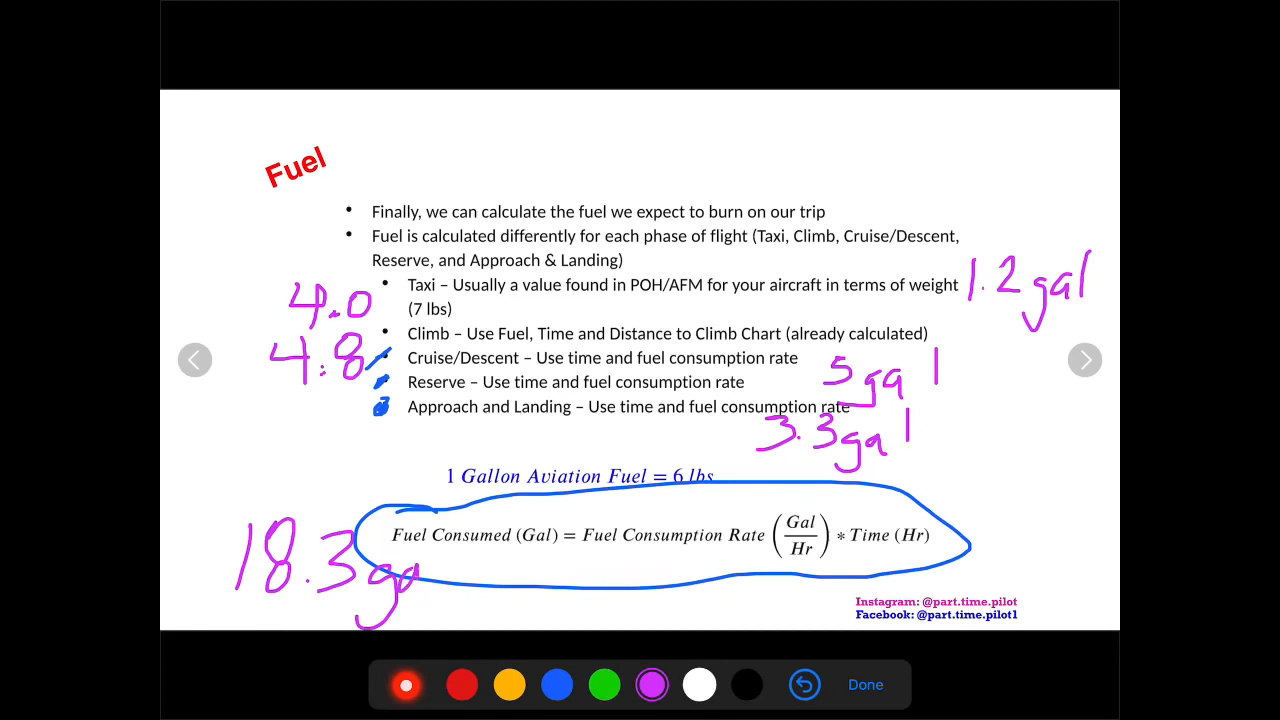 Fuel
• Finally, we can calculate the fuel we expect to burn on our trip
• Fuel is calculated differently for each phase of flight (Taxi, Climb, Cruise/Descent,
Reserve, and Approach & Landing)
• Taxi – Usually a value found in POH/AFM for your aircraft in terms of weight
1.2 gal
(7 lbs)
4.0
• Climb – Use Fuel, Time and Distance to Climb Chart (already calculated)
4.8
Cruise/Descent – Use time and fuel consumption rate
5 gal
Reserve – Use time and fuel consumption rate
Approach and Landing – Use time and fuel consumption rate
3.3 gal
1 Gallon Aviation Fuel = 6 lbs
Fuel Consumed (Gal) = Fuel Consumption Rate (Gal/Hr) * Time (Hr)
18.3 ga
Instagram: @part.time.pilot
Facebook: @part.time.pilot1
Done